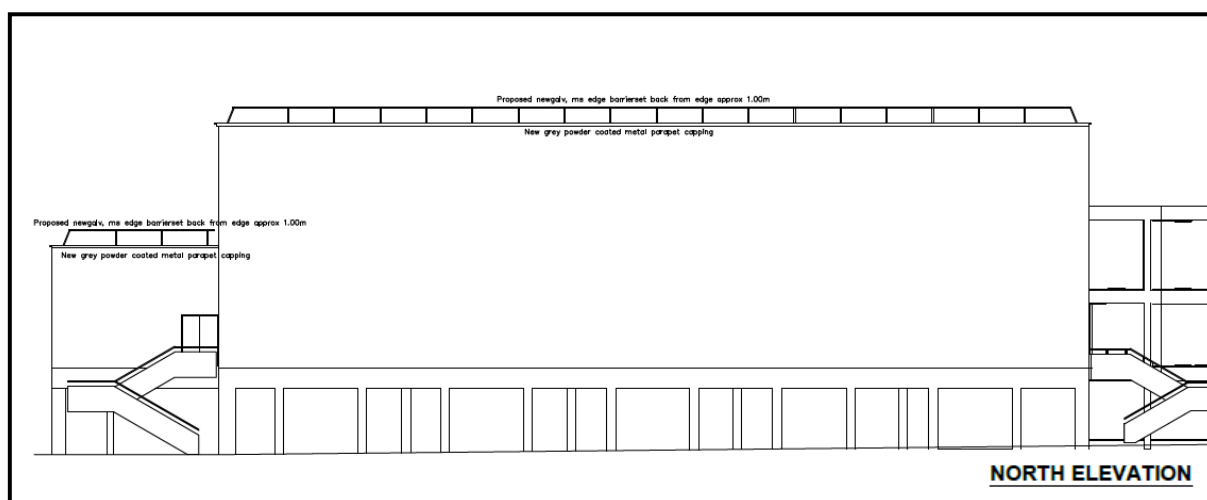 Proposed newgalv, ms edge barrierset back from edge approx 1.00m
New grey powder coated metal parapet capping
Proposed newgalv, ms edge barrierset back from edge approx 1.00m
New grey powder coated metal parapet capping
NORTH ELEVATION